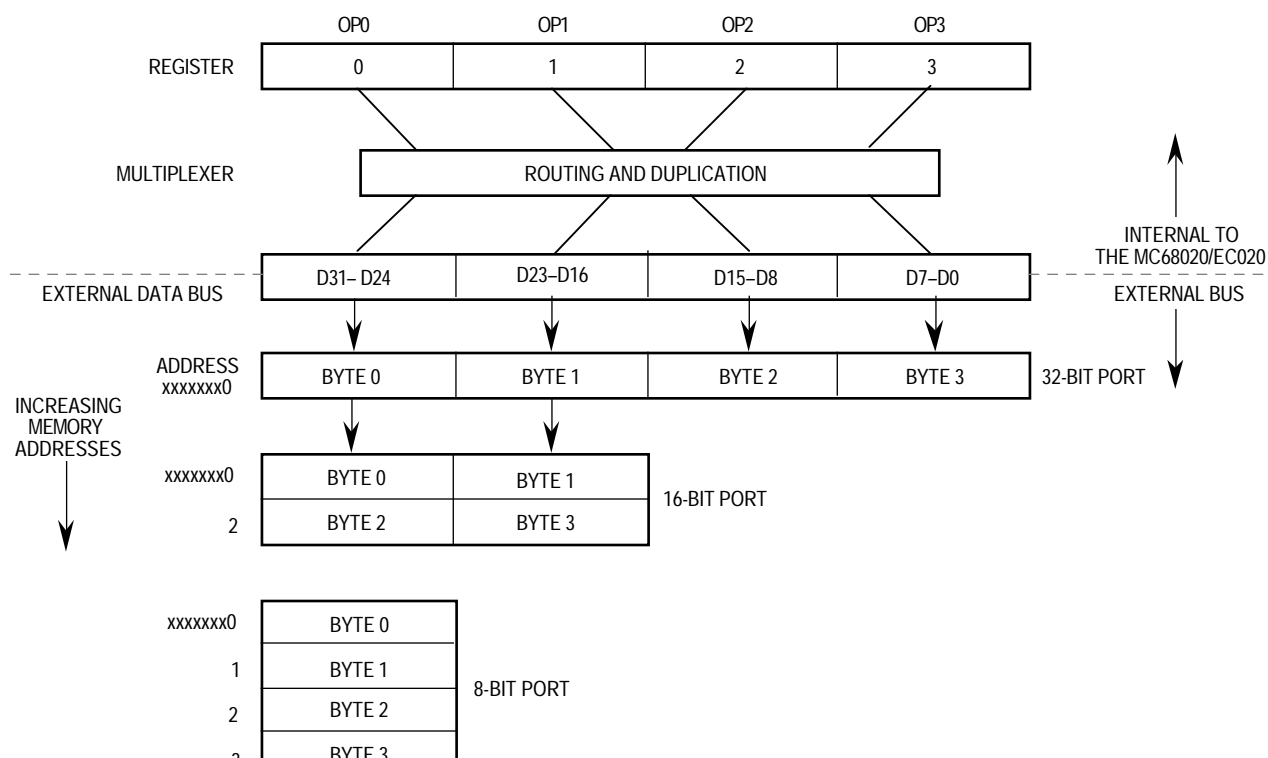 OP0 OP1 OP2 OP3
REGISTER 0 1 2 3
MULTIPLEXER ROUTING AND DUPLICATION
INTERNAL TO
THE MC68020/EC020
D31– D24 D23–D16 D15–D8 D7–D0
EXTERNAL DATA BUS
EXTERNAL BUS
ADDRESS
xxxxxxx0
BYTE 0 BYTE 1 BYTE 2 BYTE 3 32-BIT PORT
INCREASING
MEMORY
ADDRESSES
xxxxxxx0 BYTE 0 BYTE 1
16-BIT PORT
2 BYTE 2 BYTE 3
xxxxxxx0 BYTE 0
1 BYTE 1
8-BIT PORT
2 BYTE 2
3 BYTE 3